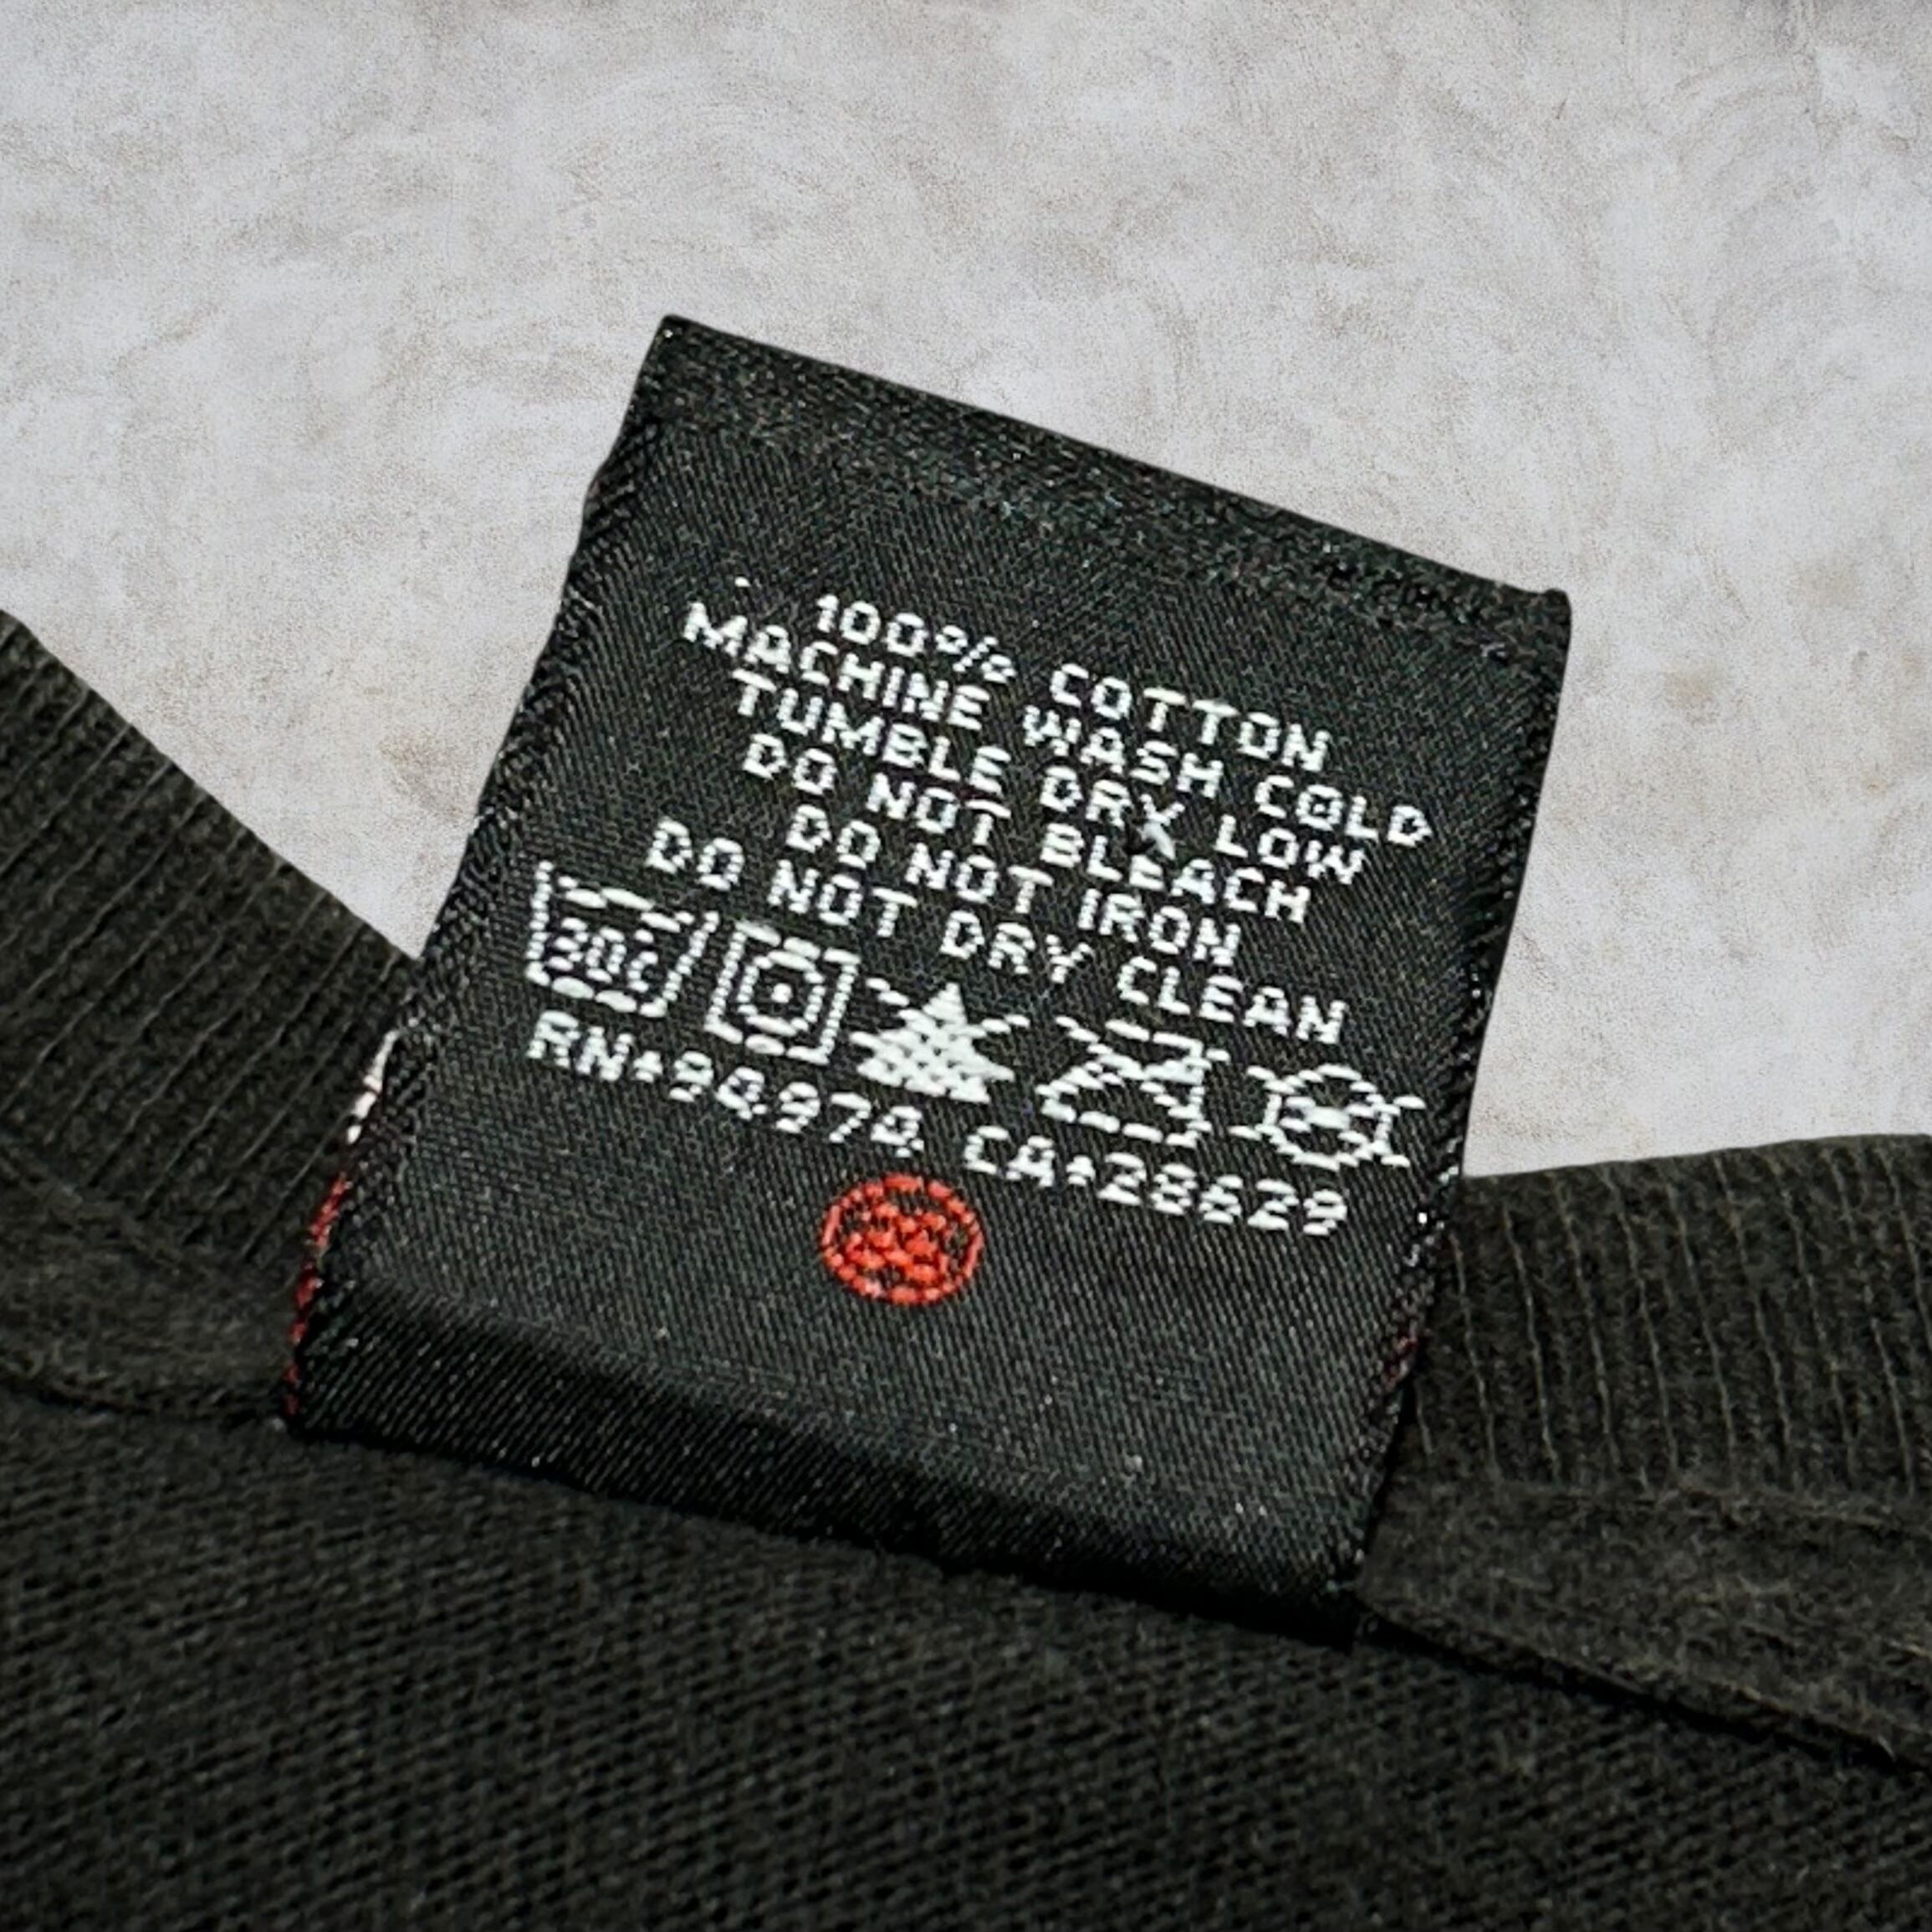 100% COTTON
MACHINE WASH COLD
TUMBLE DRY LOW
DO NOT BLEACH
DO NOT IRON
DO NOT DRY CLEAN
30°C
RN♦94974 CA♦28629